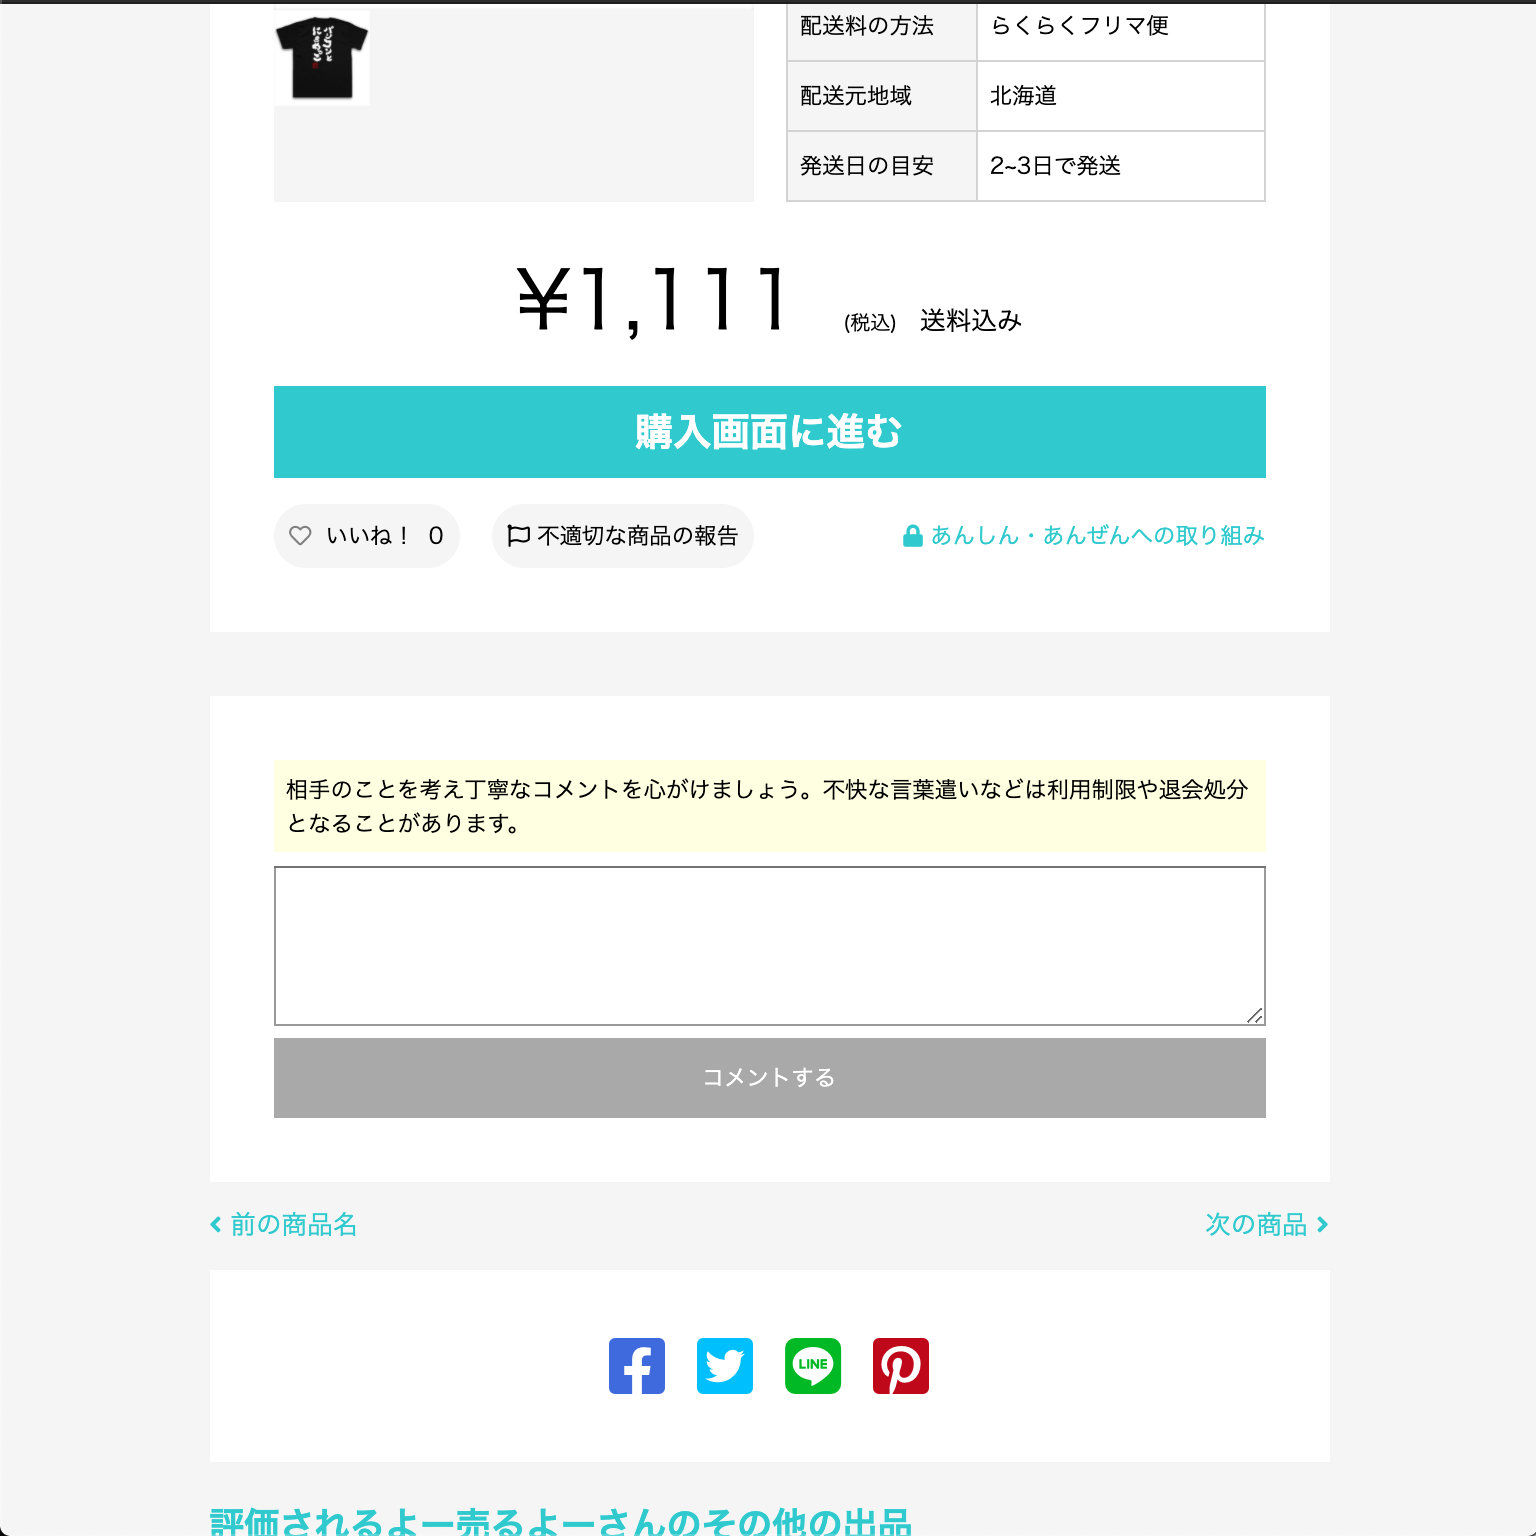 配送料の方法 らくらくフリマ便
配送元地域 北海道
発送日の目安 2~3日で発送
¥1,111 (税込) 送料込み
購入画面に進む
いいね！ 0 不適切な商品の報告 あんしん・あんぜんへの取り組み
相手のことを考え丁寧なコメントを心がけましょう。不快な言葉遣いなどは利用制限や退会処分
となることがあります。
コメントする
前の商品名 次の商品
LINE
評価されるよー売るよーさんのその他の出品